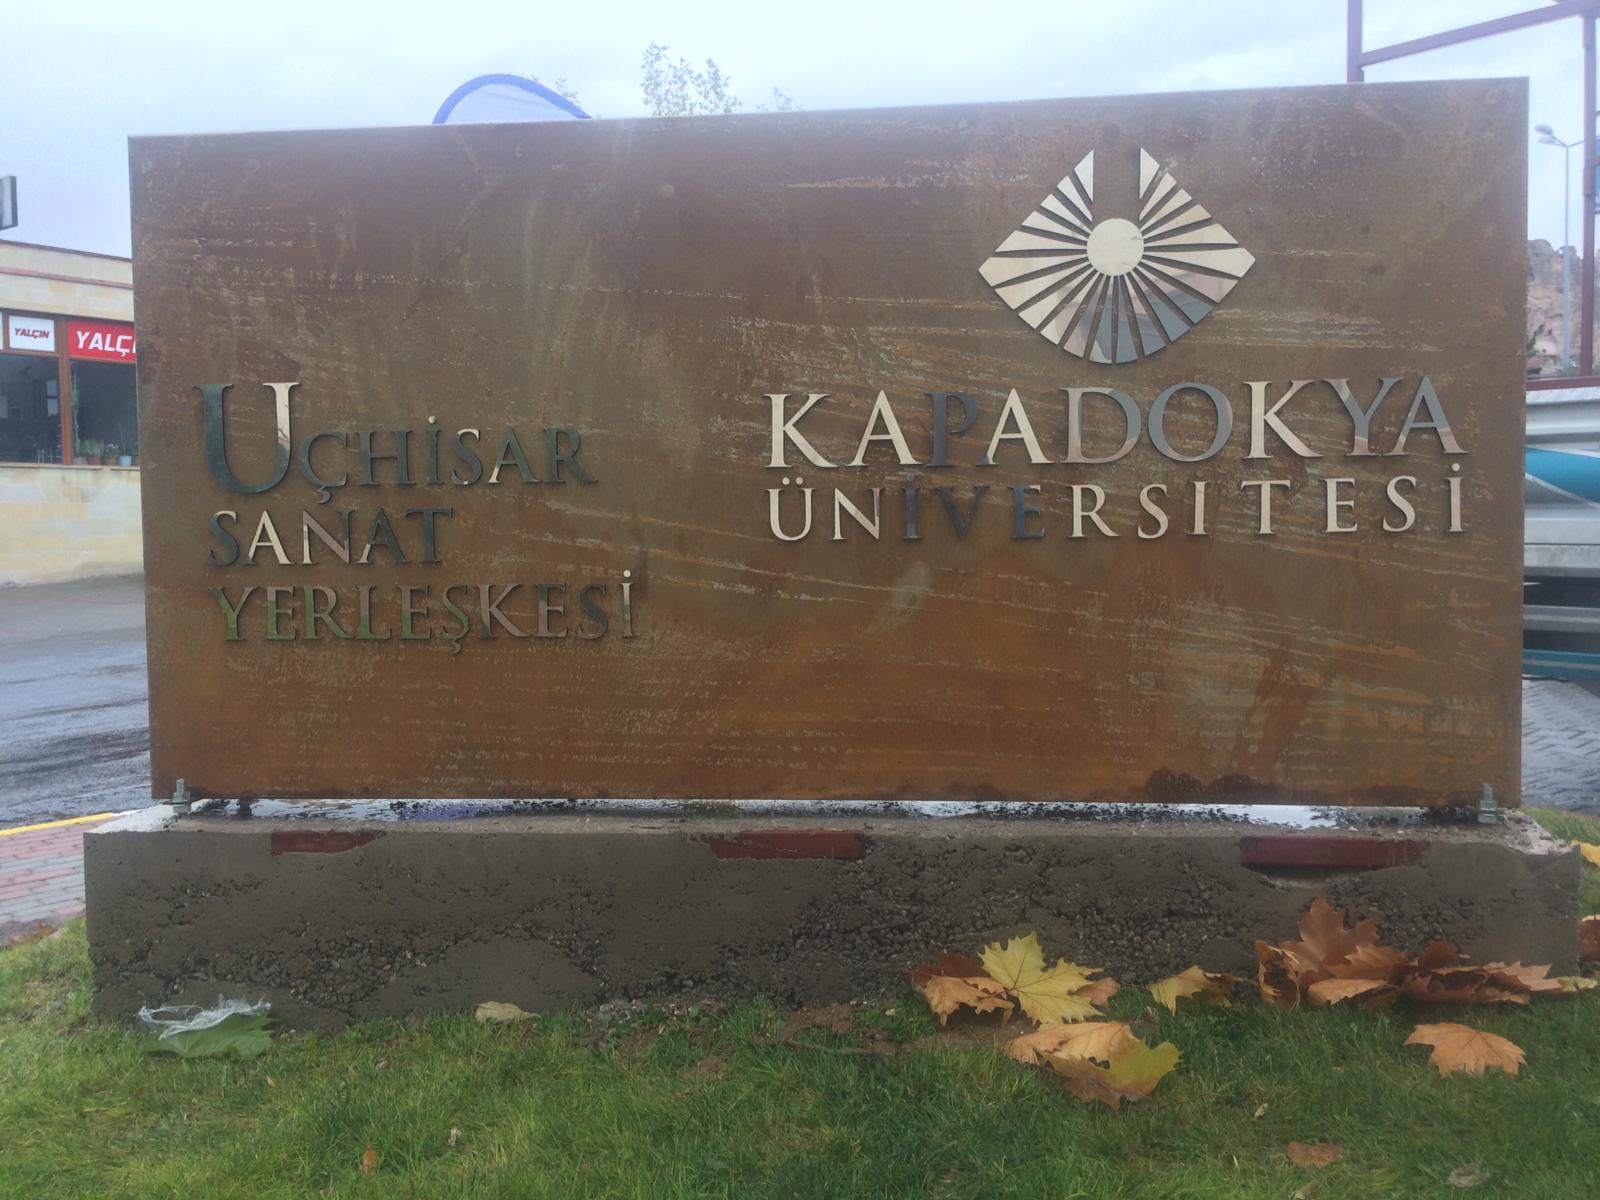 UÇHİSAR
SANAT
YERLEŞKESİ
KAPADOKYA
ÜNİVERSİTESİ
YALÇIN